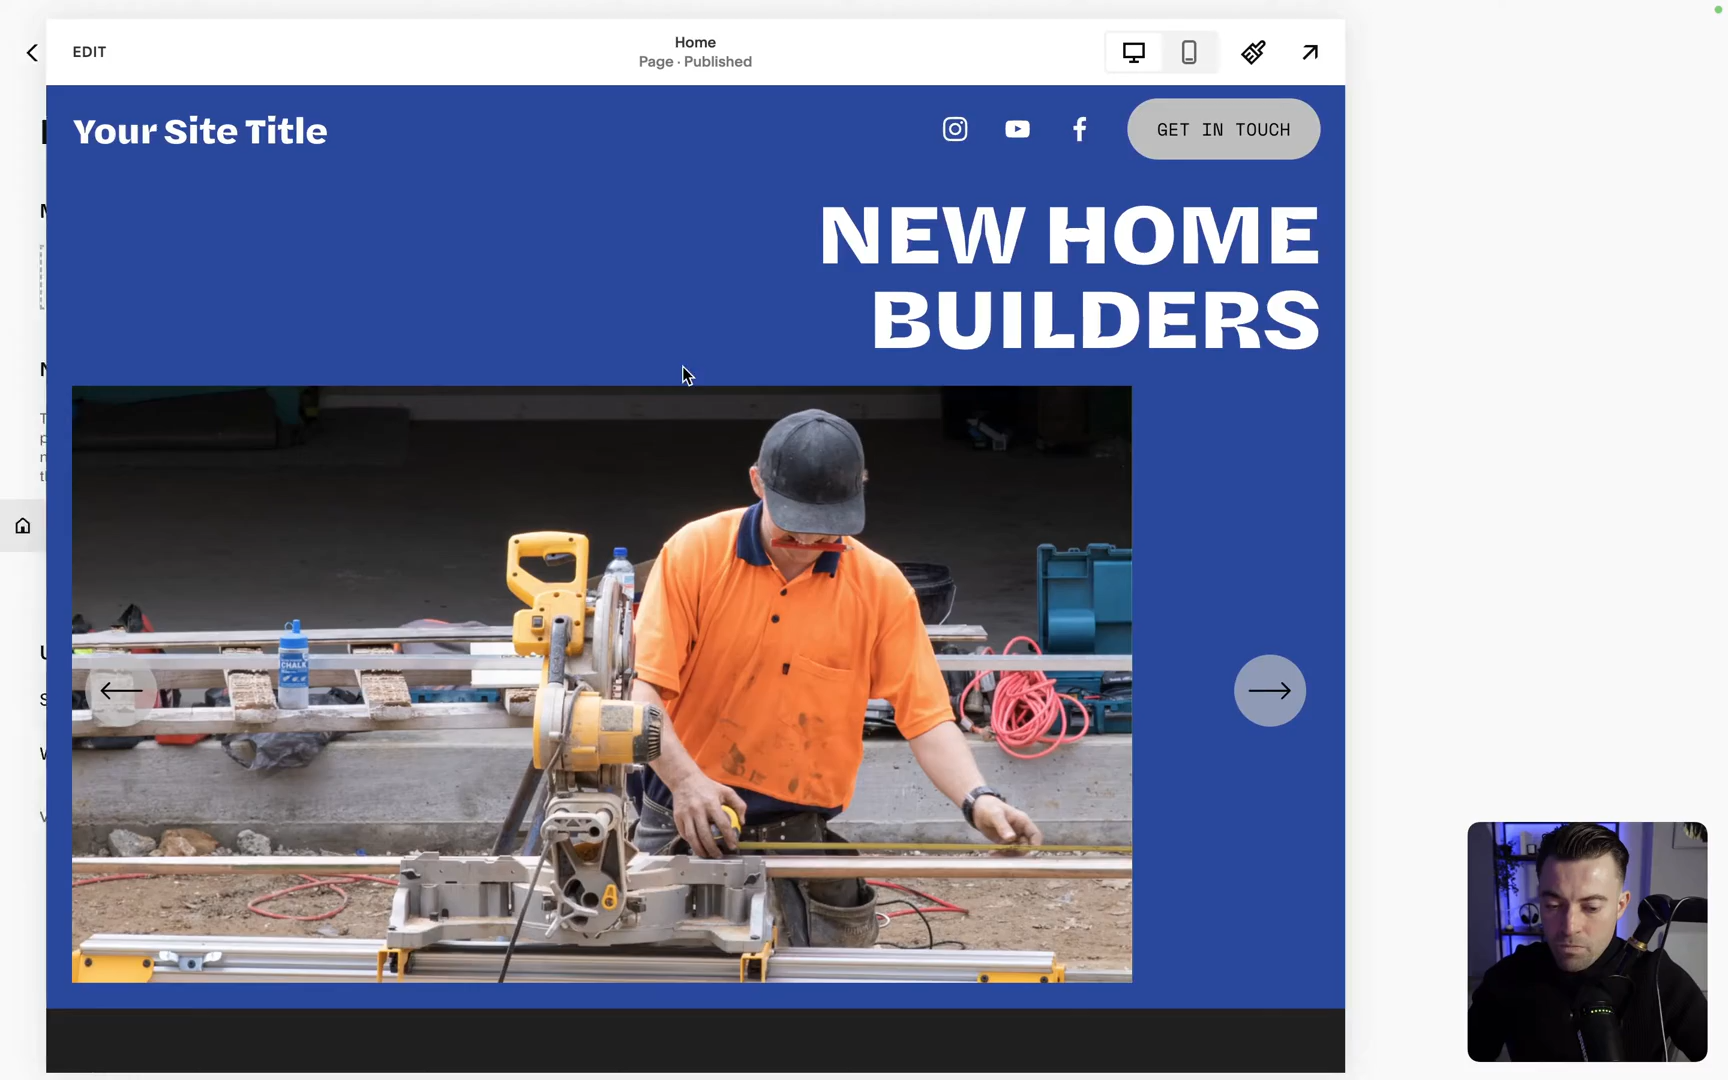 EDIT
Home
Page · Published
Your Site Title
GET IN TOUCH
NEW HOME
BUILDERS
CHALK